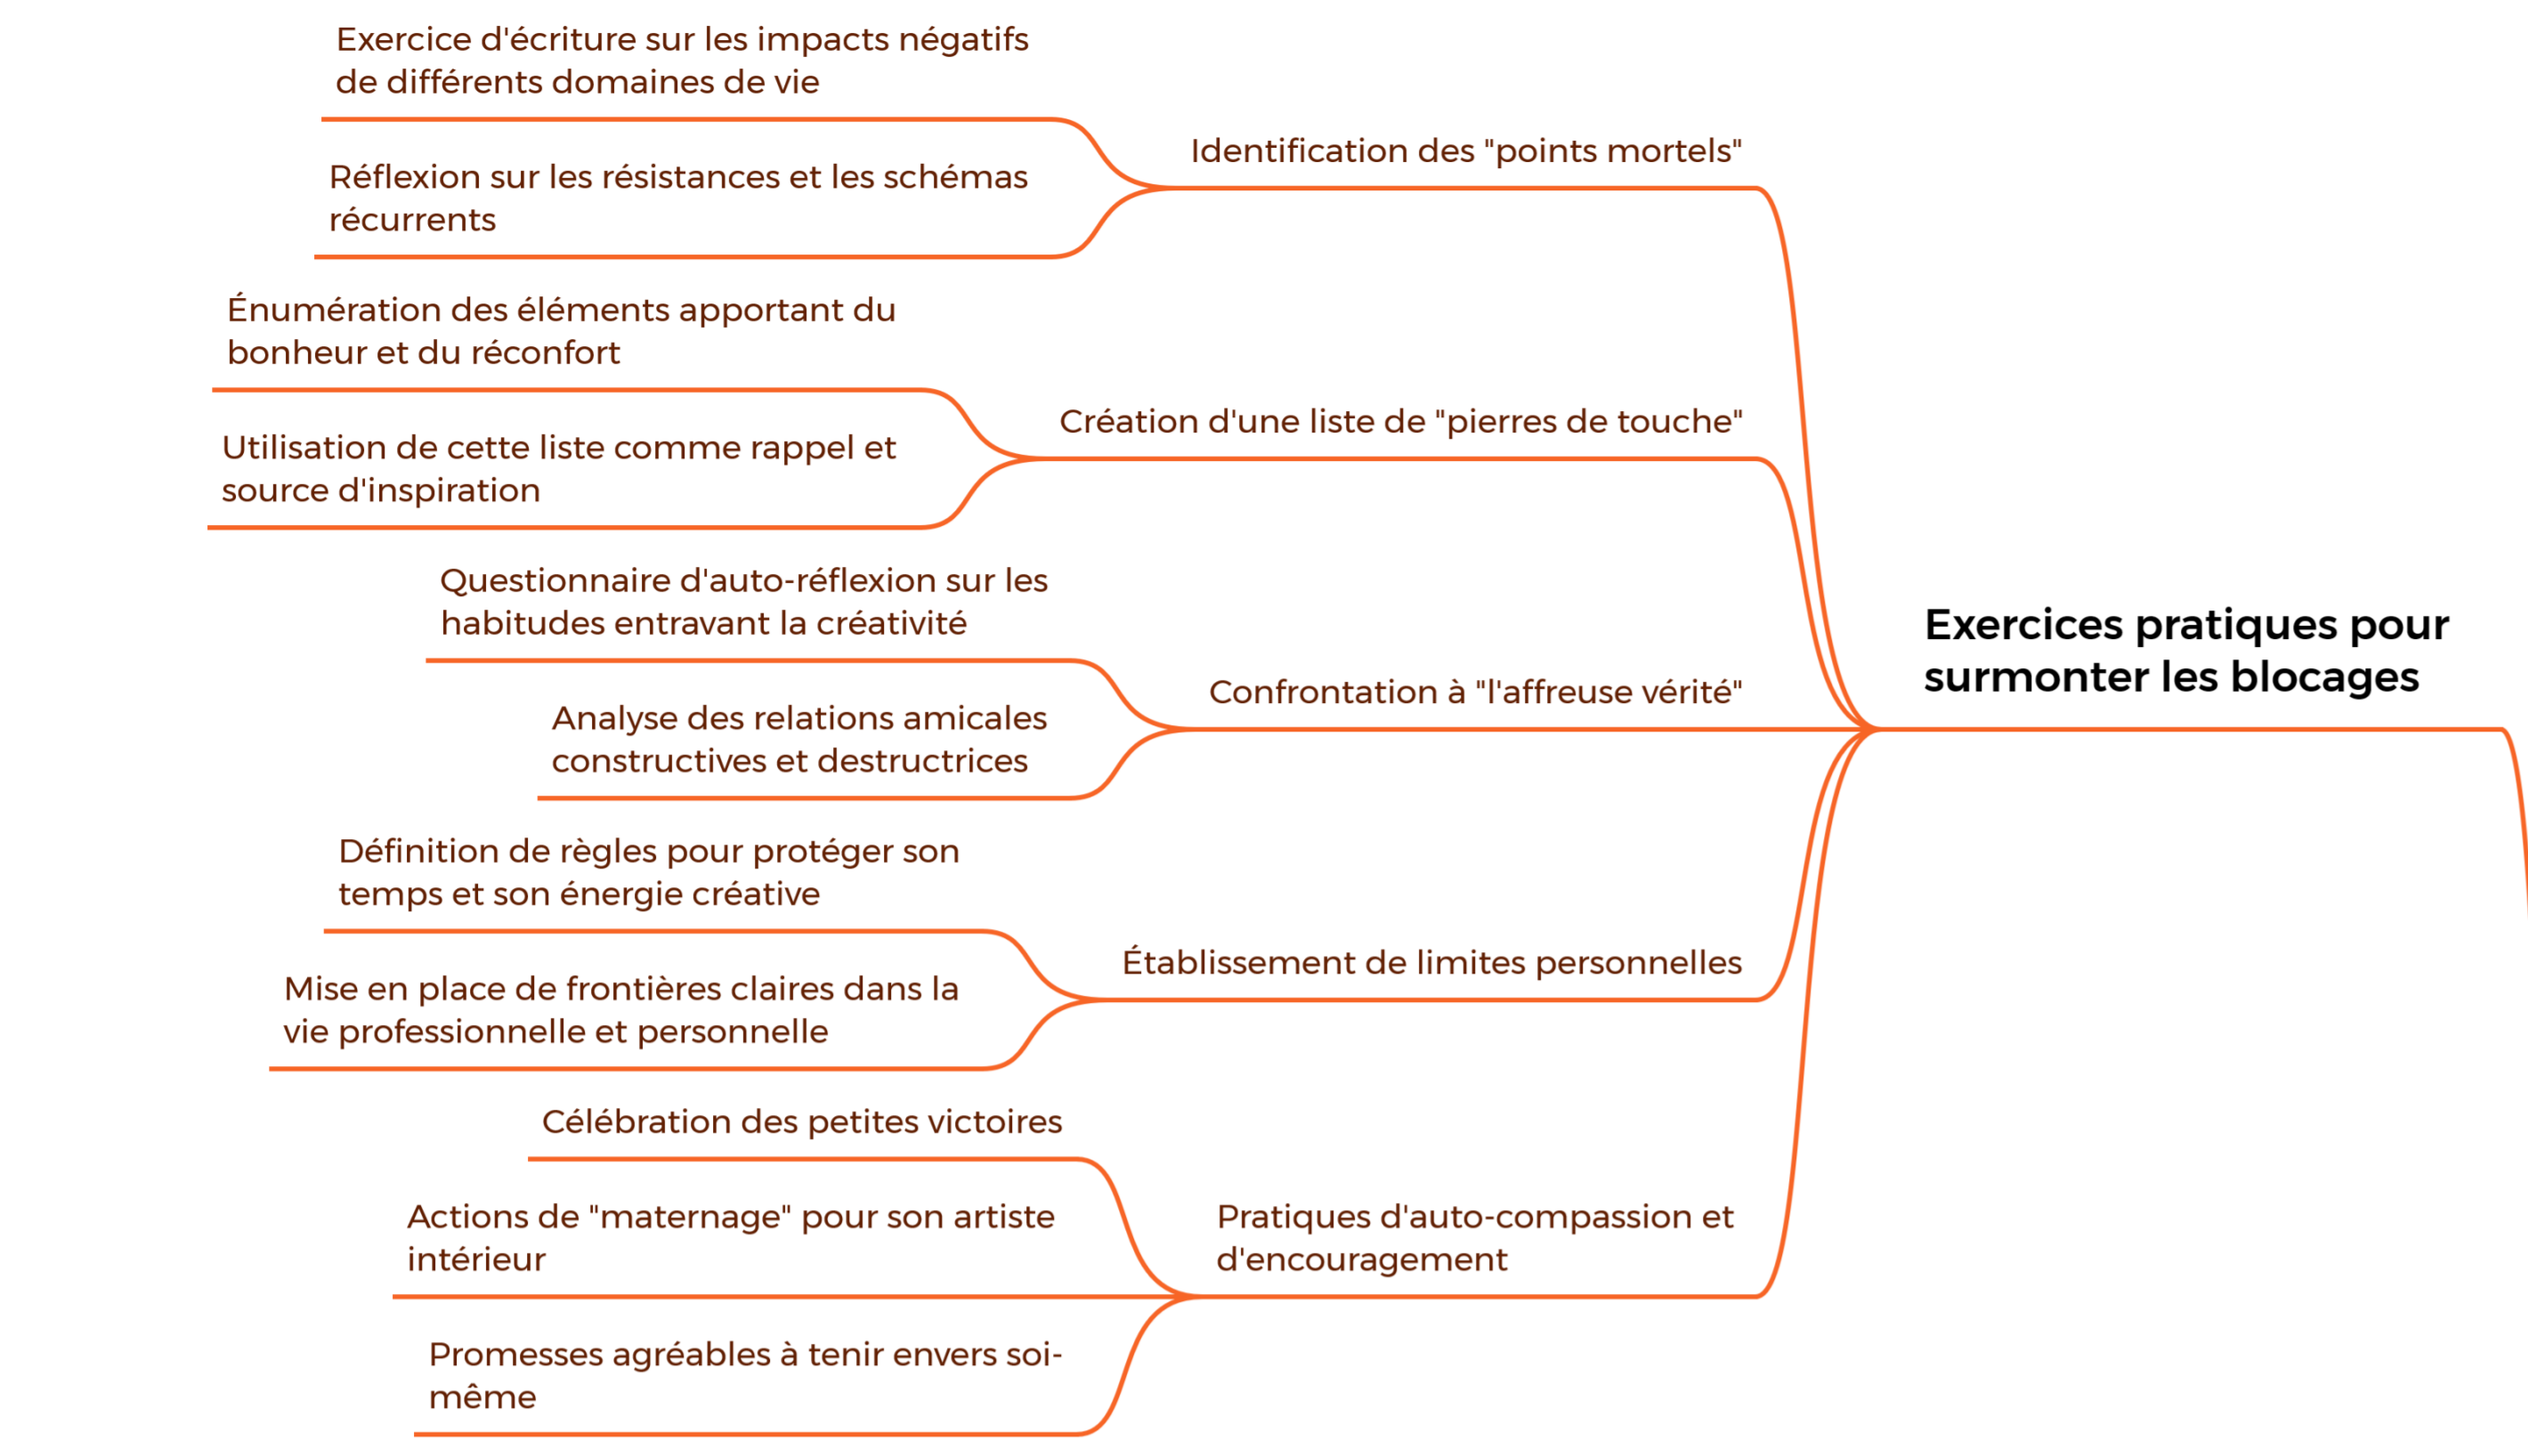 Exercices pratiques pour
surmonter les blocages
Identification des "points mortels"
Exercice d'écriture sur les impacts négatifs
de différents domaines de vie
Réflexion sur les résistances et les schémas
récurrents
Création d'une liste de "pierres de touche"
Énumération des éléments apportant du
bonheur et du réconfort
Utilisation de cette liste comme rappel et
source d'inspiration
Confrontation à "l'affreuse vérité"
Questionnaire d'auto-réflexion sur les
habitudes entravant la créativité
Analyse des relations amicales
constructives et destructrices
Établissement de limites personnelles
Définition de règles pour protéger son
temps et son énergie créative
Mise en place de frontières claires dans la
vie professionnelle et personnelle
Pratiques d'auto-compassion et
d'encouragement
Célébration des petites victoires
Actions de "maternage" pour son artiste
intérieur
Promesses agréables à tenir envers soi-
même